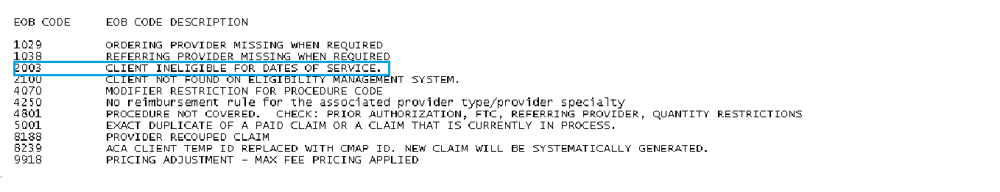 EOB CODE EOB CODE DESCRIPTION
1029 ORDERING PROVIDER MISSING WHEN REQUIRED
1038 REFERRING PROVIDER MISSING WHEN REQUIRED
2003 CLIENT INELIGIBLE FOR DATES OF SERVICE.
2100 CLIENT NOT FOUND ON ELIGIBILITY MANAGEMENT SYSTEM.
4070 MODIFIER RESTRICTION FOR PROCEDURE CODE
4250 No reimbursement rule for the associated provider type/provider specialty
4801 PROCEDURE NOT COVERED. CHECK: PRIOR AUTHORIZATION, FTC, REFERRING PROVIDER, QUANTITY RESTRICTIONS
5001 EXACT DUPLICATE OF A PAID CLAIM OR A CLAIM THAT IS CURRENTLY IN PROCESS.
8188 PROVIDER RECOUPED CLAIM
8239 ACA CLIENT TEMP ID REPLACED WITH CMAP ID. NEW CLAIM WILL BE SYSTEMATICALLY GENERATED.
9918 PRICING ADJUSTMENT - MAX FEE PRICING APPLIED